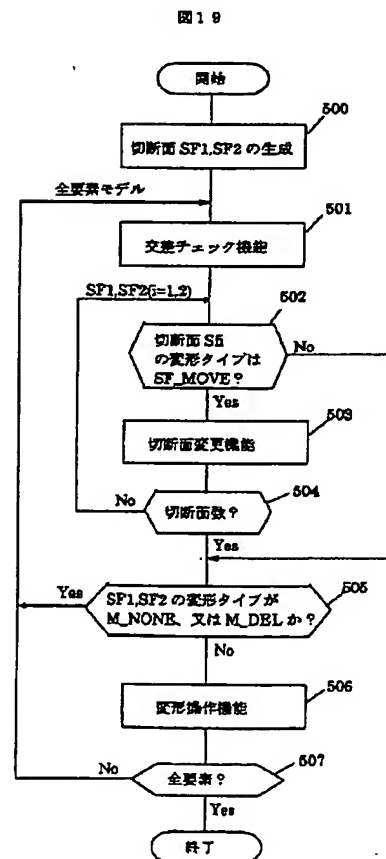 図19
開始
500
切断面 SF1,SF2 の生成
全要素モデル
501
交差チェック機能
SF1,SF2(i=1,2)
502
切断面 Sfi
の変形タイプは
SF_MOVE?
No
Yes
503
切断面変更機能
504
切断面数?
No
Yes
505
SF1,SF2 の変形タイプが
M_NONE、又は M_DEL か?
Yes
No
506
変形操作機能
507
全要素?
No
Yes
終了